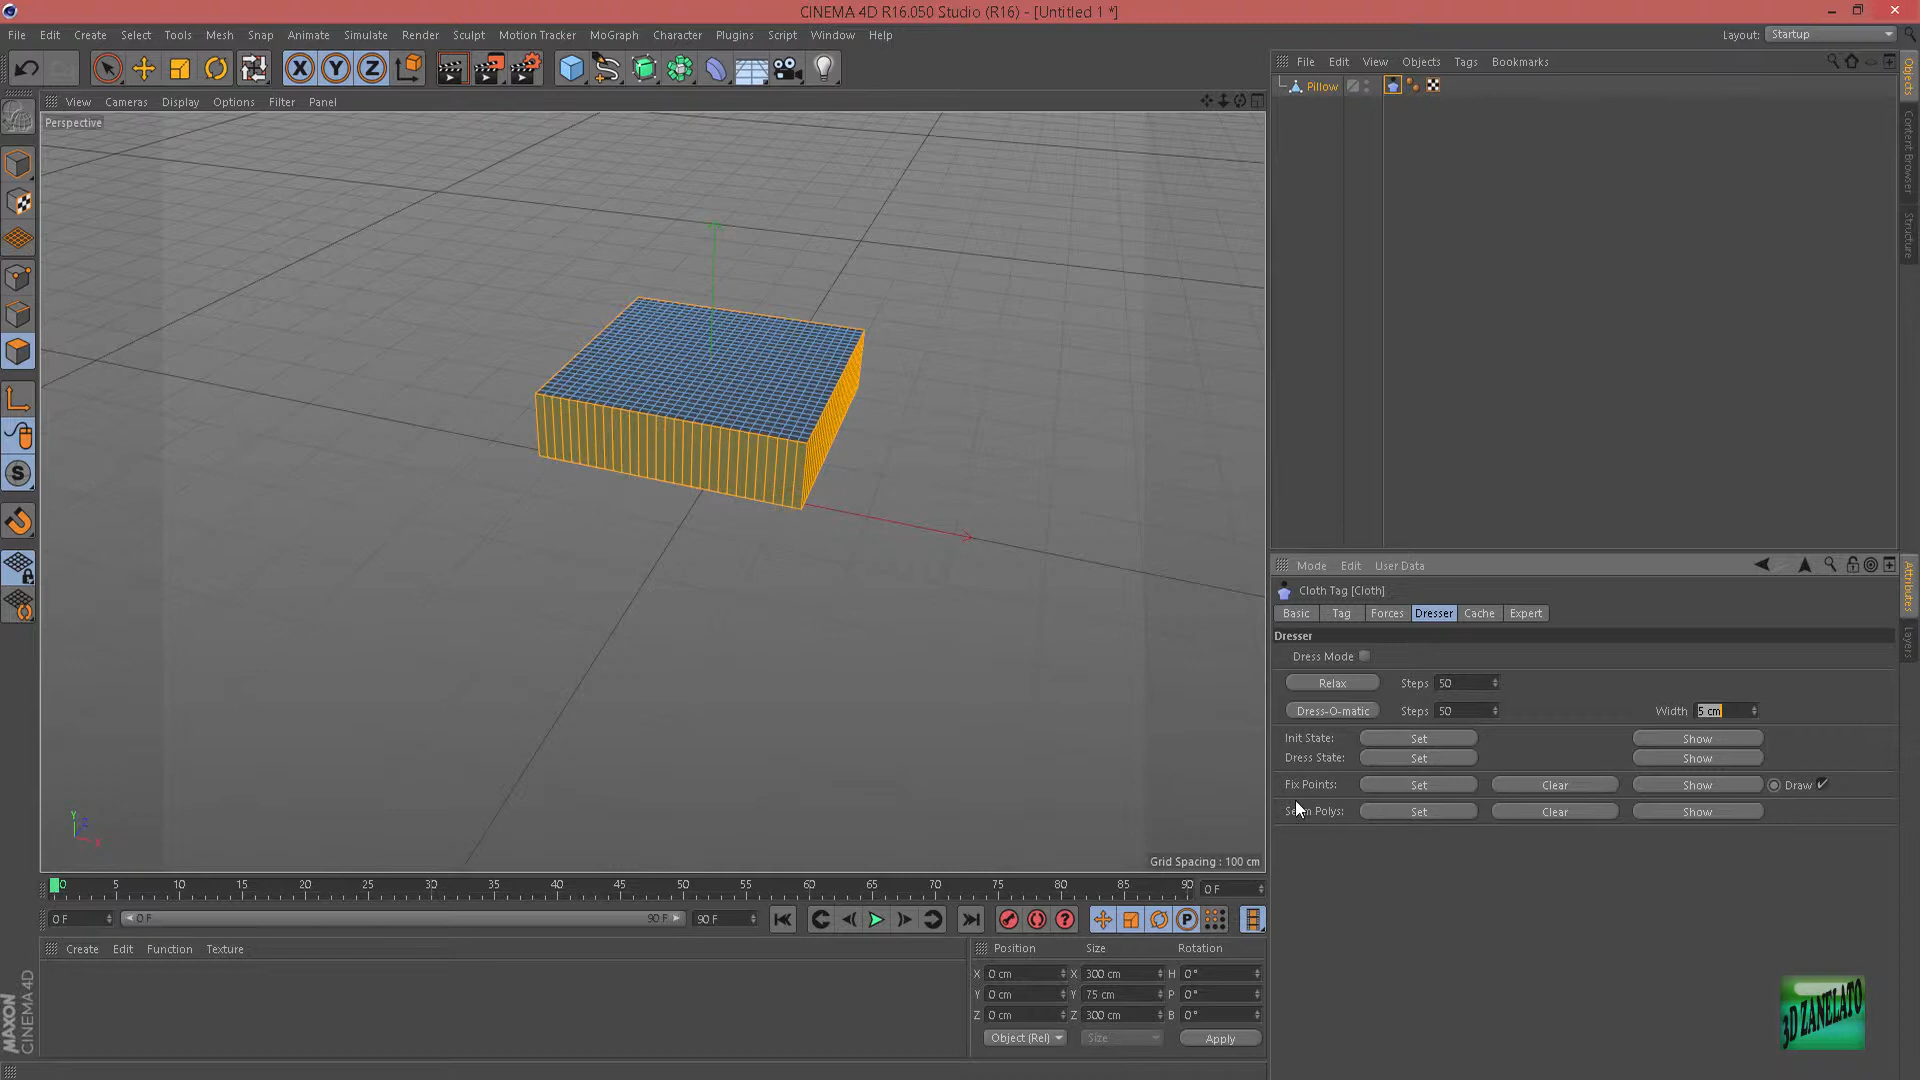 CINEMA 4D R16.050 Studio (R16) - [Untitled 1 *]
File Edit Create Select Tools Mesh Snap Animate Simulate Render Sculpt Motion Tracker MoGraph Character Plugins Script Window Help
Layout: Startup
X Y Z
View Cameras Display Options Filter Panel
Perspective
File Edit View Objects Tags Bookmarks
Pillow
Objects
Content Browser
Structure
S
Mode Edit User Data
Cloth Tag [Cloth]
Basic Tag Forces Dresser Cache Expert
Dresser
Dress Mode
Relax Steps 50
Dress-O-matic Steps 50 Width 5 cm
Init State: Set Show
Dress State: Set Show
Fix Points: Set Clear Show Draw
Polys: Set Clear Show
Attributes
Layers
Y Z X
Grid Spacing : 100 cm
0 5 10 15 20 25 30 35 40 45 50 55 60 65 70 75 80 85 90 0 F
0 F 0 F 90 F 90 F
P
Create Edit Function Texture
Position Size Rotation
X 0 cm X 300 cm H 0°
Y 0 cm Y 75 cm P 0°
Z 0 cm Z 300 cm B 0°
Object (Rel) Size Apply
MAXON
CINEMA 4D
3D ZANELATO